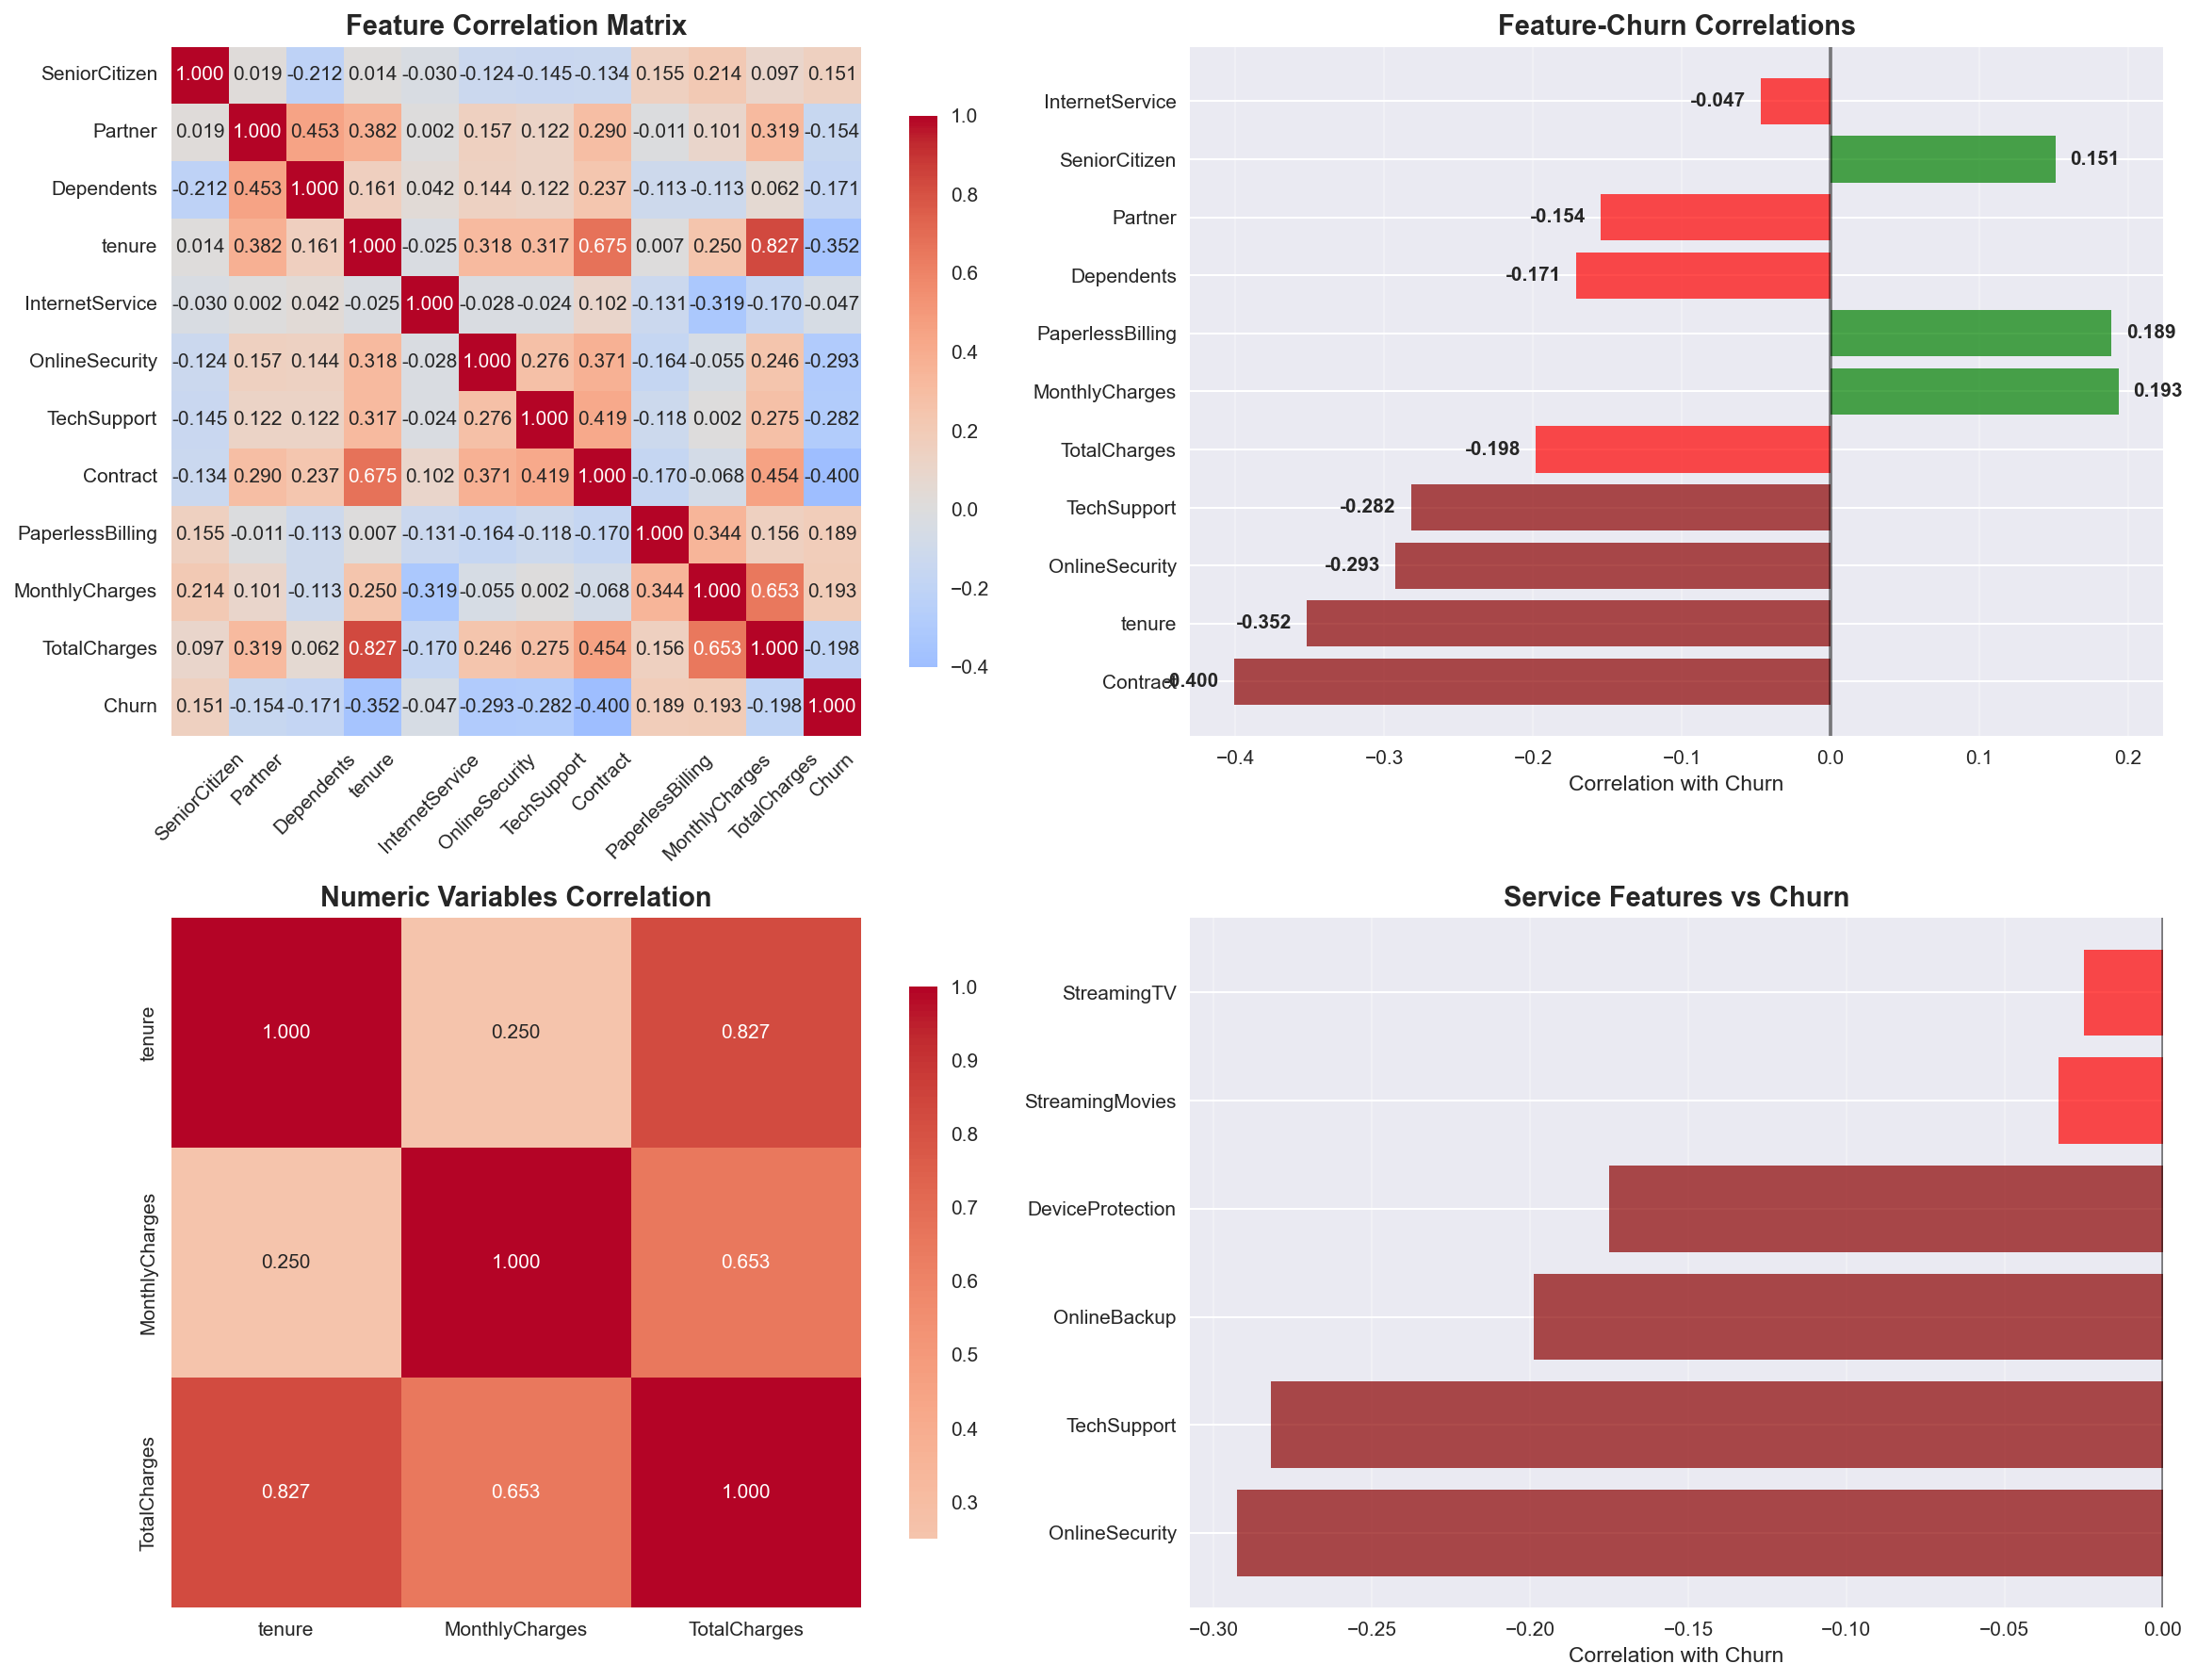 Feature Correlation Matrix
SeniorCitizen 1.000 0.019 -0.212 0.014 -0.030 -0.124 -0.145 -0.134 0.155 0.214 0.097 0.151
Partner 0.019 1.000 0.453 0.382 0.002 0.157 0.122 0.290 -0.011 0.101 0.319 -0.154
Dependents -0.212 0.453 1.000 0.161 0.042 0.144 0.122 0.237 -0.113 -0.113 0.062 -0.171
tenure 0.014 0.382 0.161 1.000 -0.025 0.318 0.317 0.675 0.007 0.250 0.827 -0.352
InternetService -0.030 0.002 0.042 -0.025 1.000 -0.028 -0.024 0.102 -0.131 -0.319 -0.170 -0.047
OnlineSecurity -0.124 0.157 0.144 0.318 -0.028 1.000 0.276 0.371 -0.164 -0.055 0.246 -0.293
TechSupport -0.145 0.122 0.122 0.317 -0.024 0.276 1.000 0.419 -0.118 0.002 0.275 -0.282
Contract -0.134 0.290 0.237 0.675 0.102 0.371 0.419 1.000 -0.170 -0.068 0.454 -0.400
PaperlessBilling 0.155 -0.011 -0.113 0.007 -0.131 -0.164 -0.118 -0.170 1.000 0.344 0.156 0.189
MonthlyCharges 0.214 0.101 -0.113 0.250 -0.319 -0.055 0.002 -0.068 0.344 1.000 0.653 0.193
TotalCharges 0.097 0.319 0.062 0.827 -0.170 0.246 0.275 0.454 0.156 0.653 1.000 -0.198
Churn 0.151 -0.154 -0.171 -0.352 -0.047 -0.293 -0.282 -0.400 0.189 0.193 -0.198 1.000
SeniorCitizen Partner Dependents tenure InternetService OnlineSecurity TechSupport Contract PaperlessBilling MonthlyCharges TotalCharges Churn
1.0
0.8
0.6
0.4
0.2
0.0
−0.2
−0.4
Feature-Churn Correlations
InternetService -0.047
SeniorCitizen 0.151
Partner -0.154
Dependents -0.171
PaperlessBilling 0.189
MonthlyCharges 0.193
TotalCharges -0.198
TechSupport -0.282
OnlineSecurity -0.293
tenure -0.352
Contract -0.400
−0.4 −0.3 −0.2 −0.1 0.0 0.1 0.2
Correlation with Churn
Numeric Variables Correlation
tenure 1.000 0.250 0.827
MonthlyCharges 0.250 1.000 0.653
TotalCharges 0.827 0.653 1.000
tenure MonthlyCharges TotalCharges
1.0
0.9
0.8
0.7
0.6
0.5
0.4
0.3
Service Features vs Churn
StreamingTV
StreamingMovies
DeviceProtection
OnlineBackup
TechSupport
OnlineSecurity
−0.30 −0.25 −0.20 −0.15 −0.10 −0.05 0.00
Correlation with Churn